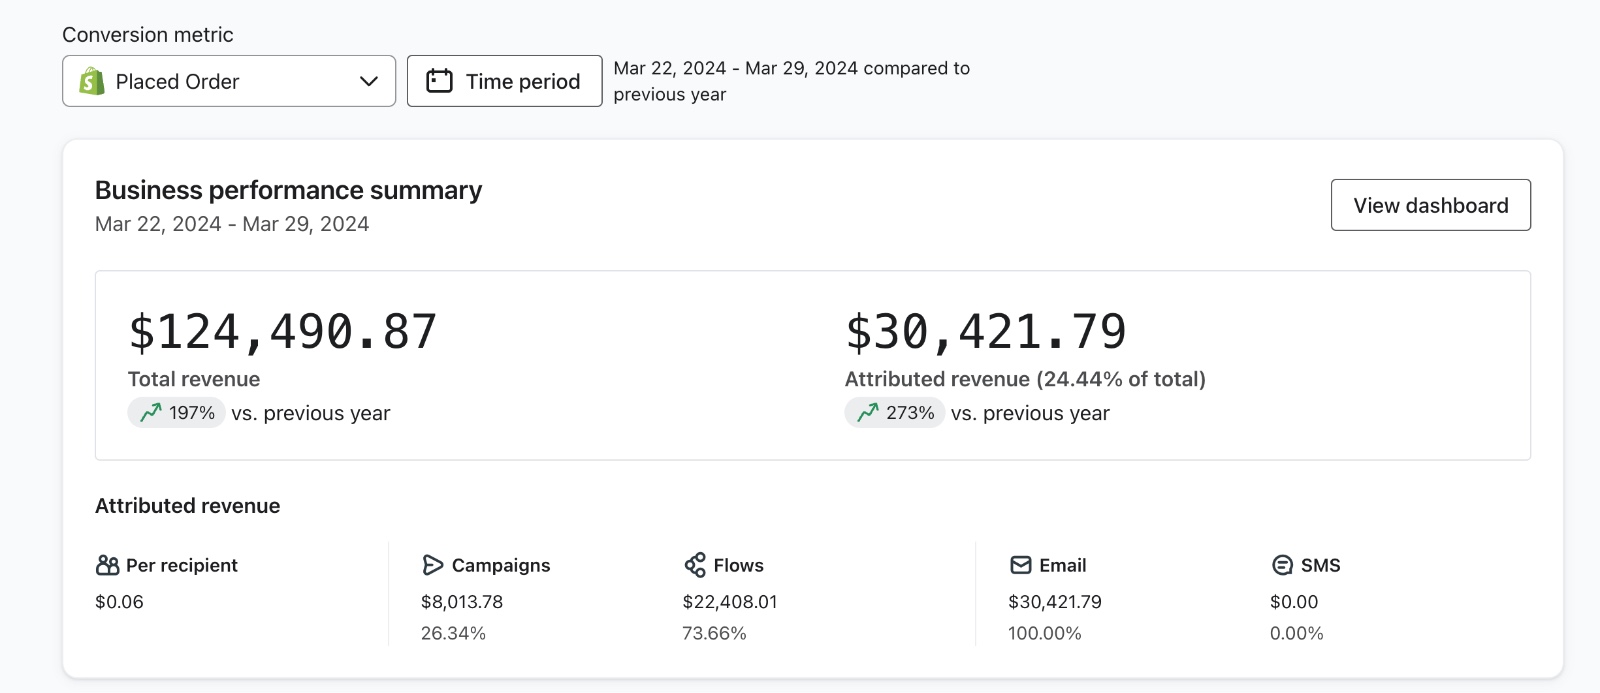 Conversion metric
Placed Order
Time period
Mar 22, 2024 - Mar 29, 2024 compared to
previous year
Business performance summary
Mar 22, 2024 - Mar 29, 2024
View dashboard
$124,490.87
Total revenue
197% vs. previous year
$30,421.79
Attributed revenue (24.44% of total)
273% vs. previous year
Attributed revenue
Per recipient
$0.06
Campaigns
$8,013.78
26.34%
Flows
$22,408.01
73.66%
Email
$30,421.79
100.00%
SMS
$0.00
0.00%